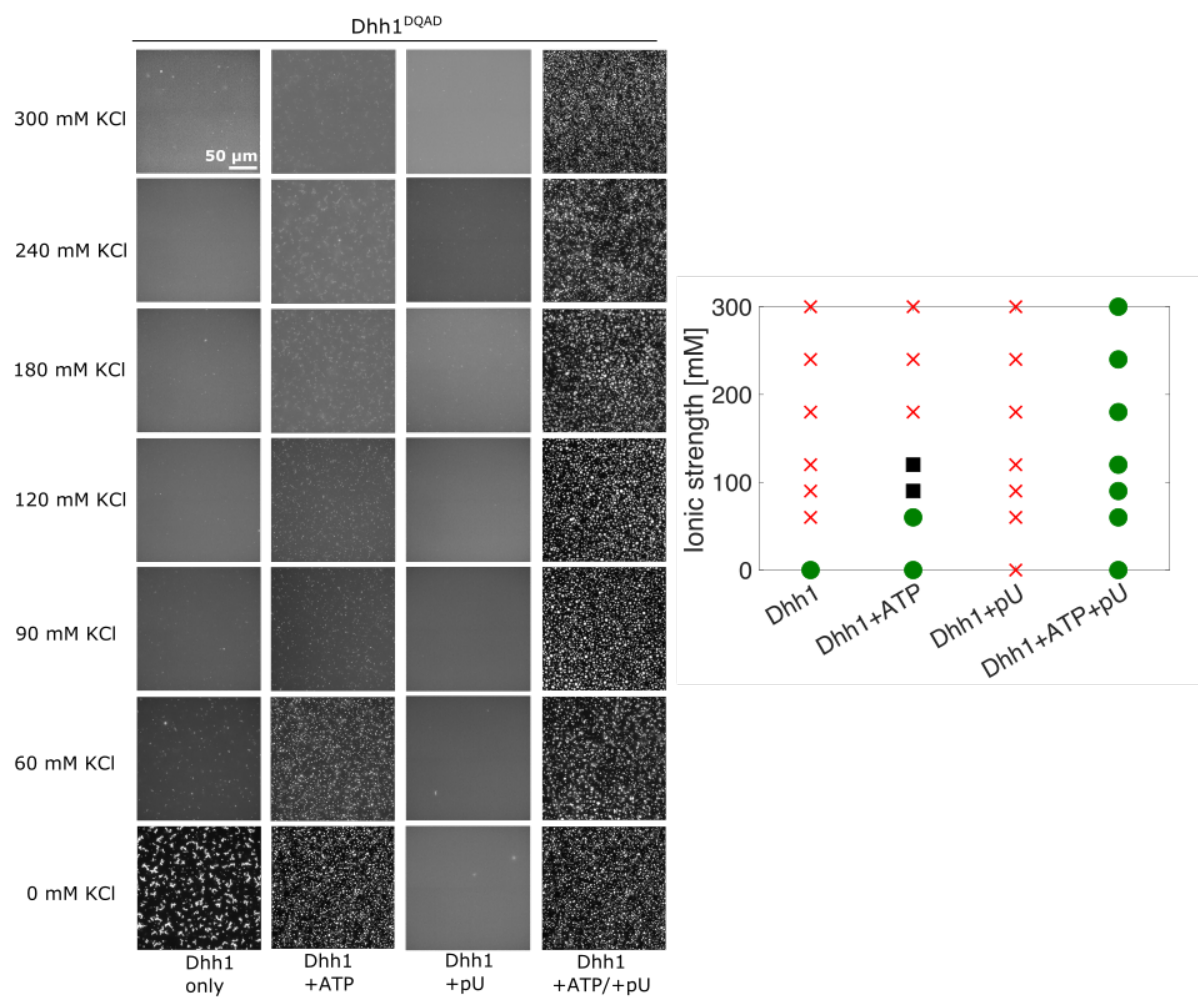 Dhh1DQAD
300 mM KCl
50 µm
240 mM KCl
180 mM KCl
120 mM KCl
90 mM KCl
60 mM KCl
0 mM KCl
Dhh1
only
Dhh1
+ATP
Dhh1
+pU
Dhh1
+ATP/+pU
Ionic strength [mM]
300
200
100
0
Dhh1
Dhh1+ATP
Dhh1+pU
Dhh1+ATP+pU